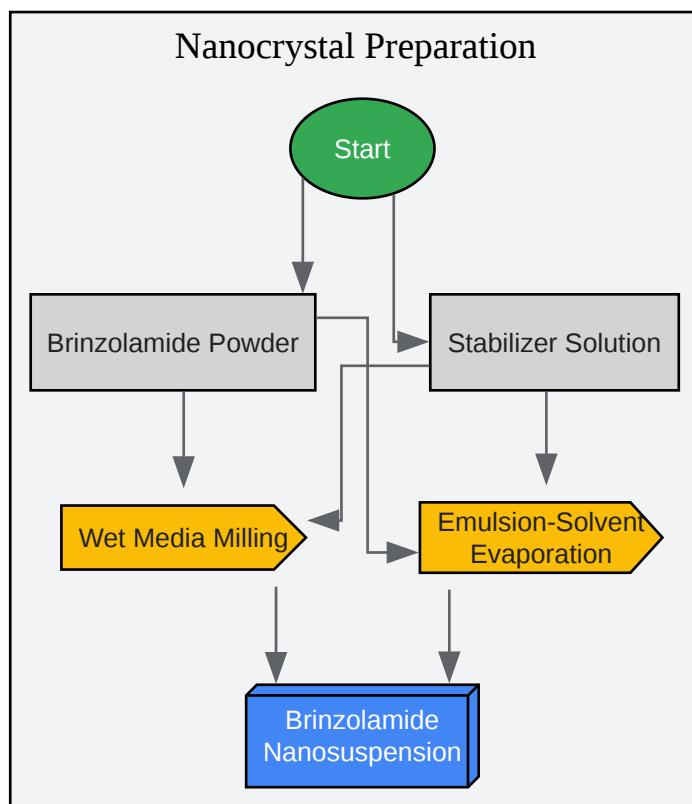 Nanocrystal Preparation
Start
Brinzolamide Powder
Stabilizer Solution
Wet Media Milling
Emulsion-Solvent
Evaporation
Brinzolamide
Nanosuspension